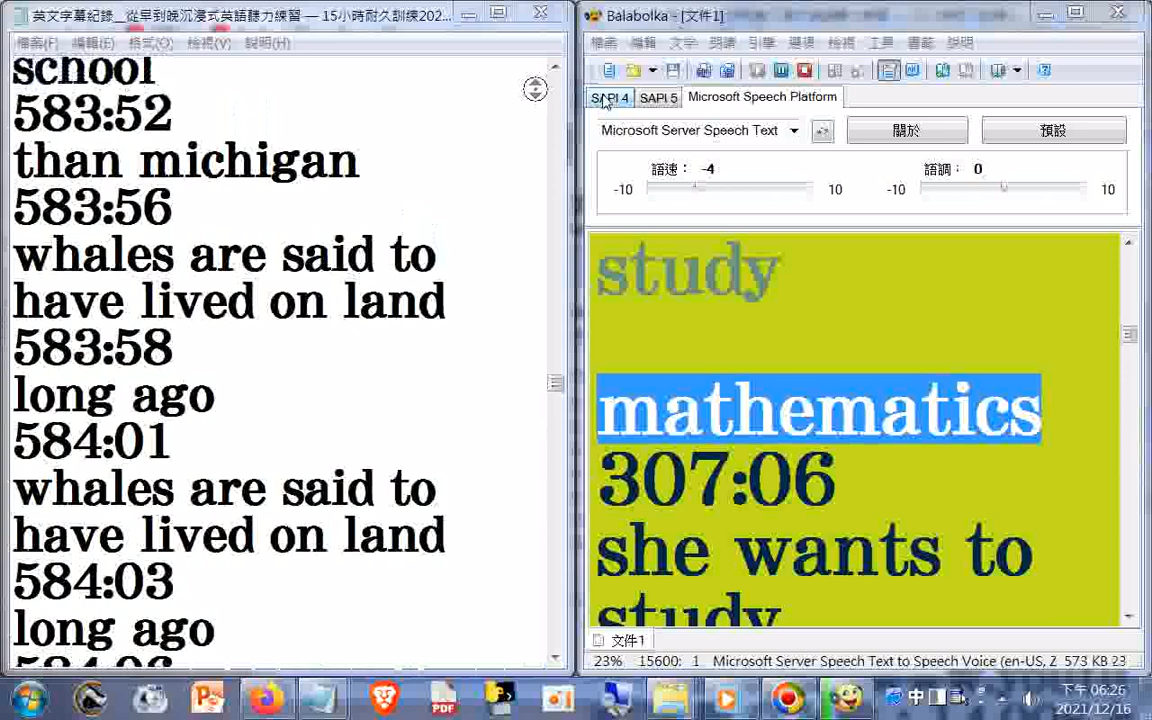 英文字幕紀錄__從早到晚沉浸式英語聽力練習 — 15小時耐久訓練202...
檔案(F) 編輯(E) 格式(O) 檢視(V) 說明(H)
school
583:52
than michigan
583:56
whales are said to
have lived on land
583:58
long ago
584:01
whales are said to
have lived on land
584:03
long ago
584:06
Balabolka - [文件1]
檔案 編輯 文字 朗讀 引擎 選項 檢視 工具 書籤 說明
SAPI 4 SAPI 5 Microsoft Speech Platform
Microsoft Server Speech Text 關於 預設
語速： -4 語調： 0
-10 10 -10 10
study
mathematics
307:06
she wants to
study
文件1
23% 15600: 1 Microsoft Server Speech Text to Speech Voice (en-US, Z 573 KB 23
PDF 中 下午 06:26
2021/12/16